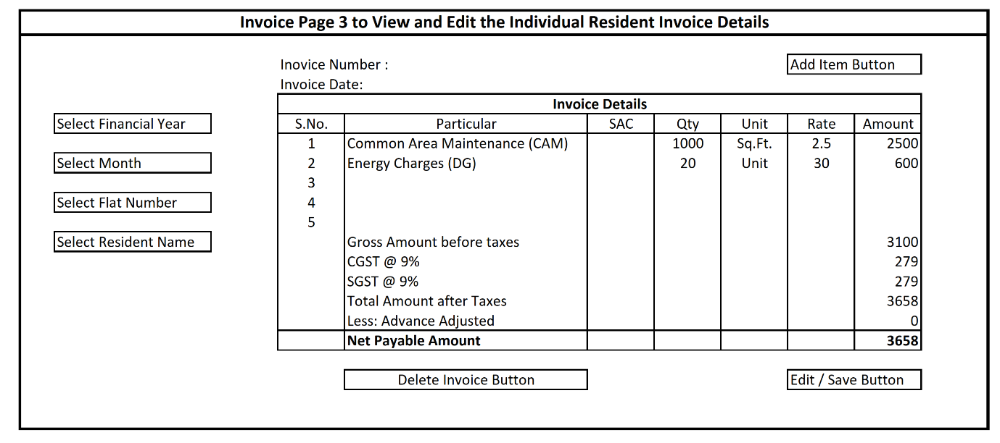 Invoice Page 3 to View and Edit the Individual Resident Invoice Details
Inovice Number :
Add Item Button
Invoice Date:
Invoice Details
Select Financial Year
S.No. Particular SAC Qty Unit Rate Amount
1 Common Area Maintenance (CAM) 1000 Sq.Ft. 2.5 2500
Select Month
2 Energy Charges (DG) 20 Unit 30 600
3
Select Flat Number
4
5
Select Resident Name
Gross Amount before taxes 3100
CGST @ 9% 279
SGST @ 9% 279
Total Amount after Taxes 3658
Less: Advance Adjusted 0
Net Payable Amount 3658
Delete Invoice Button
Edit / Save Button